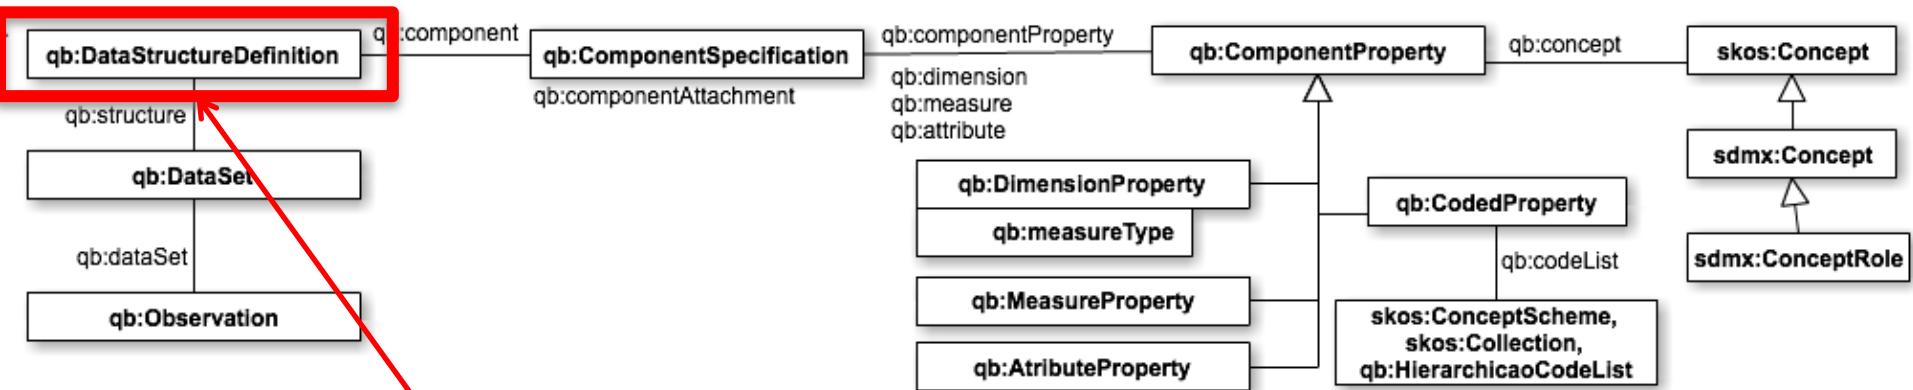 qb:DataStructureDefinition
qb:component
qb:ComponentSpecification
qb:componentAttachment
qb:componentProperty
qb:dimension
qb:measure
qb:attribute
qb:ComponentProperty
qb:concept
skos:Concept
qb:structure
qb:DataSet
qb:dataSet
qb:Observation
qb:DimensionProperty
qb:measureType
qb:MeasureProperty
qb:AtributeProperty
qb:CodedProperty
qb:codeList
skos:ConceptScheme,
skos:Collection,
qb:HierarchicaoCodeList
sdmx:Concept
sdmx:ConceptRole